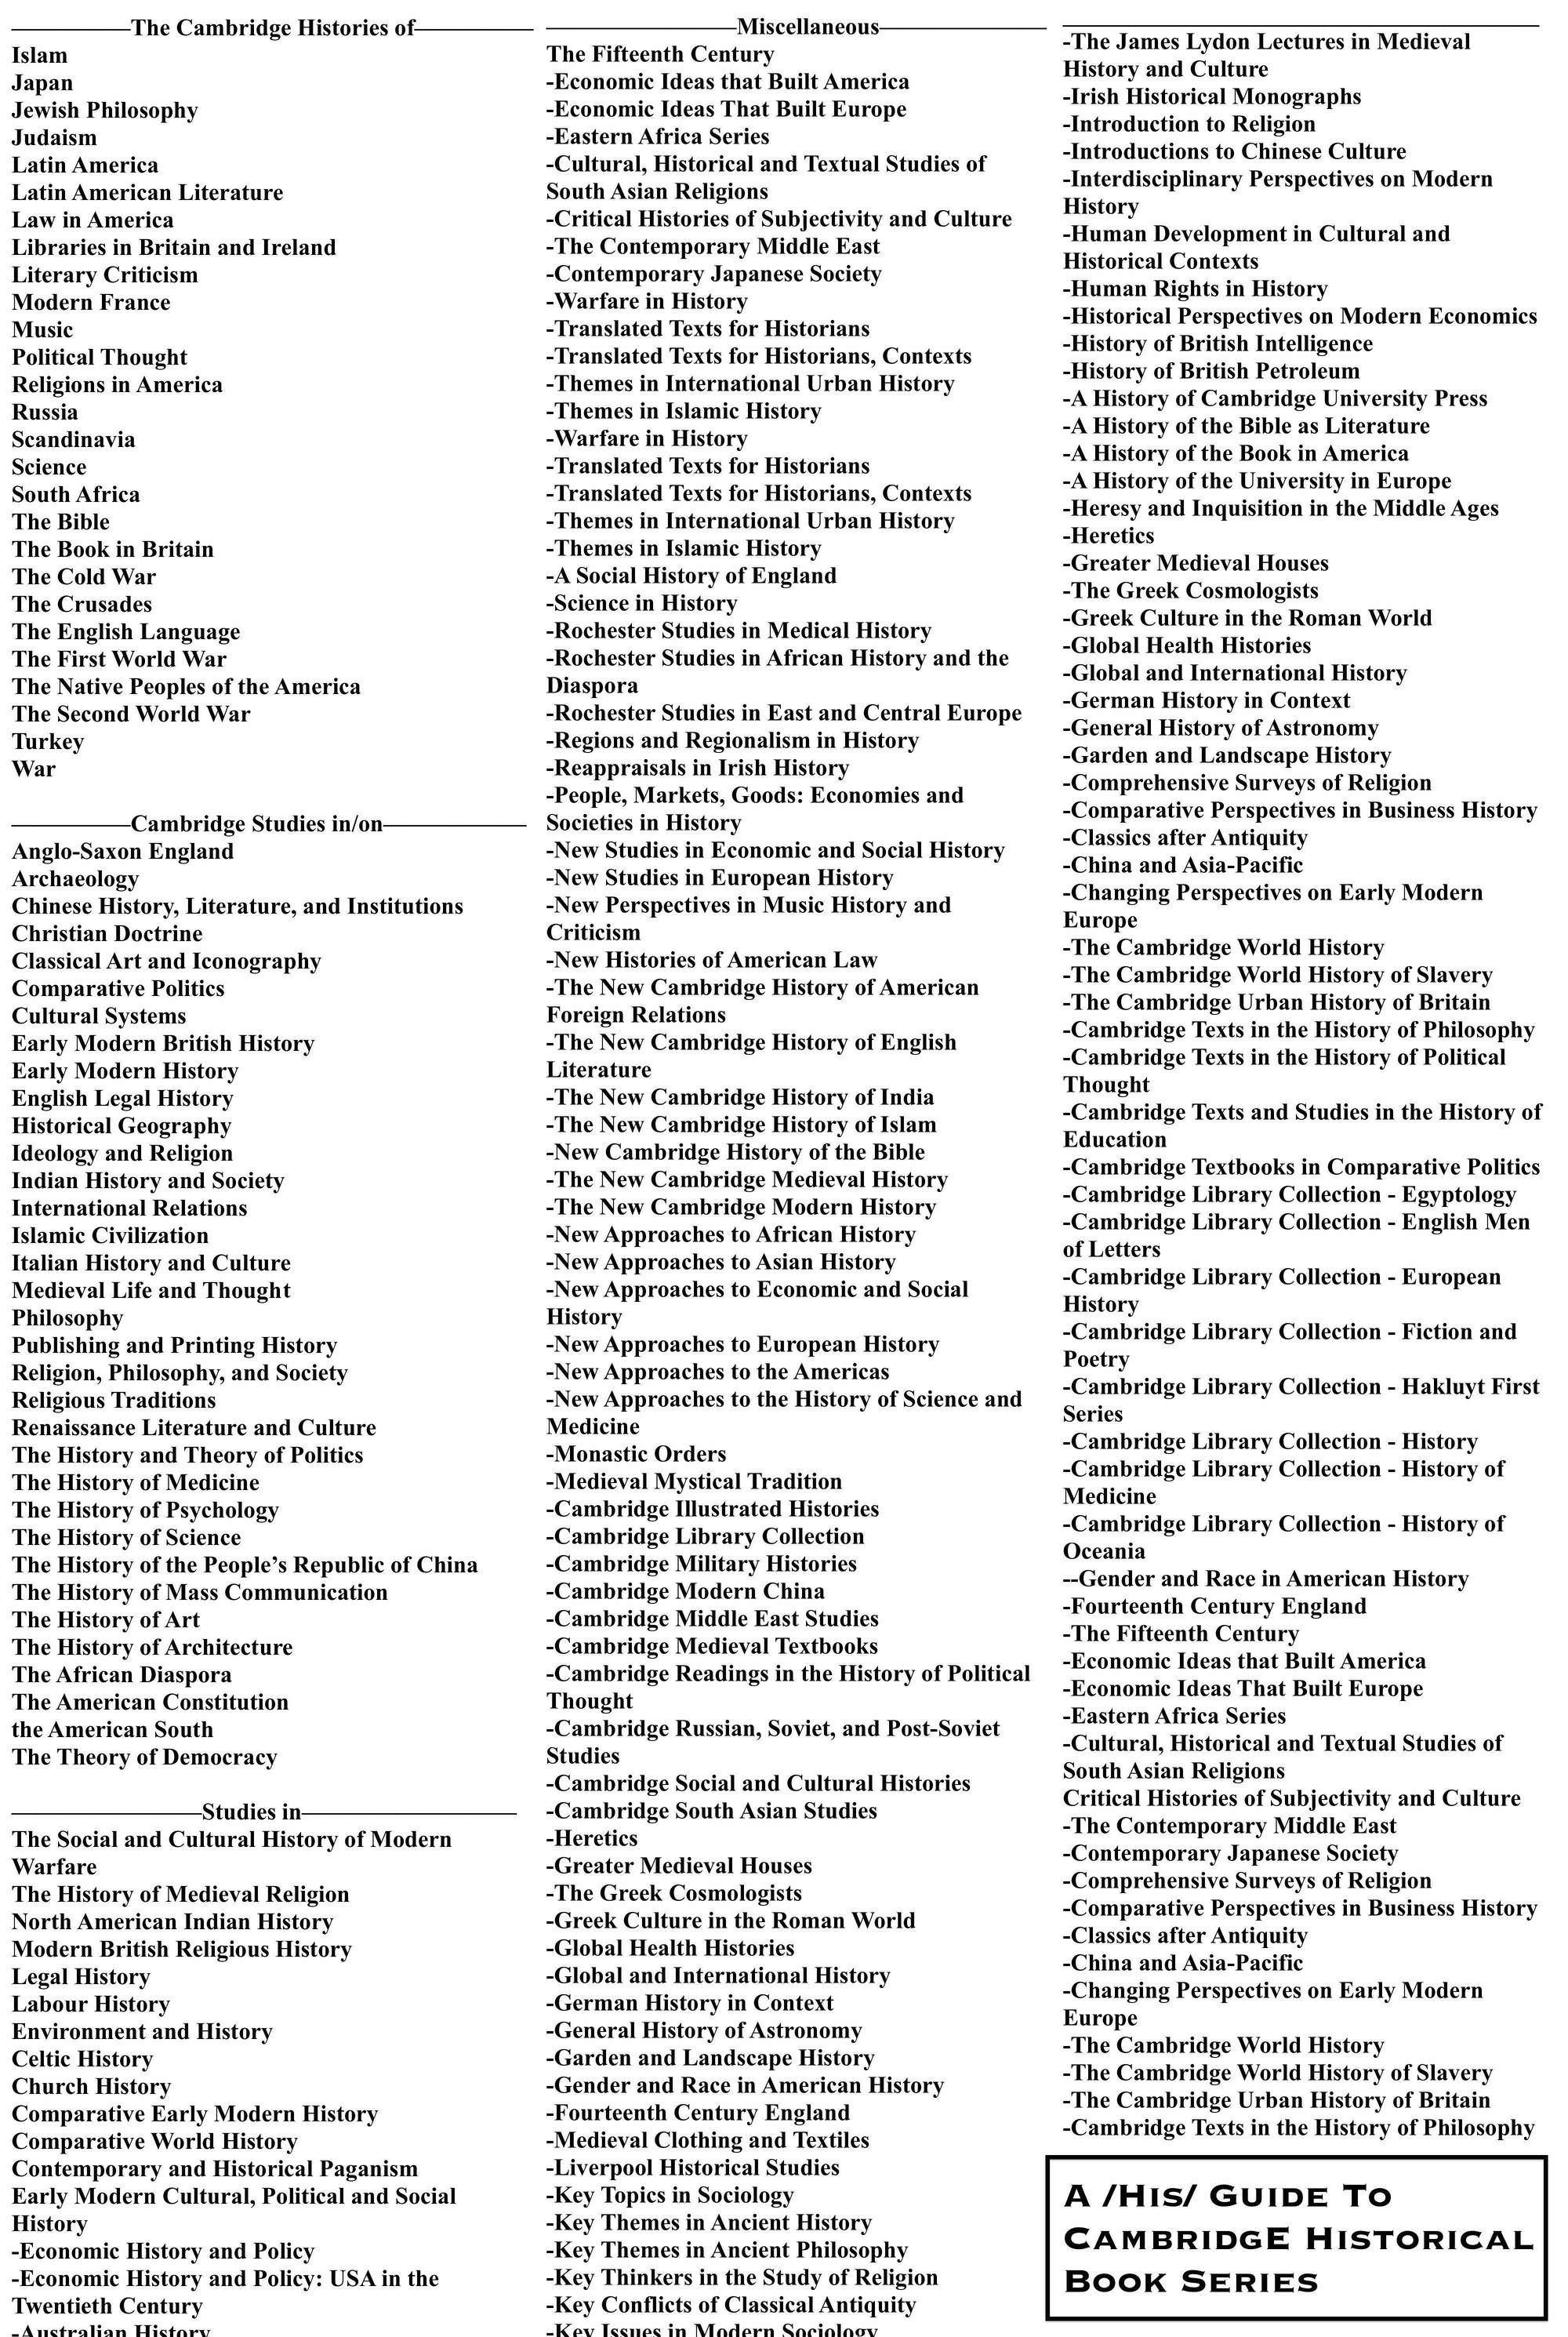 The Cambridge Histories of
Islam
Japan
Jewish Philosophy
Judaism
Latin America
Latin American Literature
Law in America
Libraries in Britain and Ireland
Literary Criticism
Modern France
Music
Political Thought
Religions in America
Russia
Scandinavia
Science
South Africa
The Bible
The Book in Britain
The Cold War
The Crusades
The English Language
The First World War
The Native Peoples of the America
The Second World War
Turkey
War
Cambridge Studies in/on
Anglo-Saxon England
Archaeology
Chinese History, Literature, and Institutions
Christian Doctrine
Classical Art and Iconography
Comparative Politics
Cultural Systems
Early Modern British History
Early Modern History
English Legal History
Historical Geography
Ideology and Religion
Indian History and Society
International Relations
Islamic Civilization
Italian History and Culture
Medieval Life and Thought
Philosophy
Publishing and Printing History
Religion, Philosophy, and Society
Religious Traditions
Renaissance Literature and Culture
The History and Theory of Politics
The History of Medicine
The History of Psychology
The History of Science
The History of the People’s Republic of China
The History of Mass Communication
The History of Art
The History of Architecture
The African Diaspora
The American Constitution
the American South
The Theory of Democracy
Studies in
The Social and Cultural History of Modern
Warfare
The History of Medieval Religion
North American Indian History
Modern British Religious History
Legal History
Labour History
Environment and History
Celtic History
Church History
Comparative Early Modern History
Comparative World History
Contemporary and Historical Paganism
Early Modern Cultural, Political and Social
History
-Economic History and Policy
-Economic History and Policy: USA in the
Twentieth Century
-Australian History
Miscellaneous
The Fifteenth Century
-Economic Ideas that Built America
-Economic Ideas That Built Europe
-Eastern Africa Series
-Cultural, Historical and Textual Studies of
South Asian Religions
-Critical Histories of Subjectivity and Culture
-The Contemporary Middle East
-Contemporary Japanese Society
-Warfare in History
-Translated Texts for Historians
-Translated Texts for Historians, Contexts
-Themes in International Urban History
-Themes in Islamic History
-Warfare in History
-Translated Texts for Historians
-Translated Texts for Historians, Contexts
-Themes in International Urban History
-Themes in Islamic History
-A Social History of England
-Science in History
-Rochester Studies in Medical History
-Rochester Studies in African History and the
Diaspora
-Rochester Studies in East and Central Europe
-Regions and Regionalism in History
-Reappraisals in Irish History
-People, Markets, Goods: Economies and
Societies in History
-New Studies in Economic and Social History
-New Studies in European History
-New Perspectives in Music History and
Criticism
-New Histories of American Law
-The New Cambridge History of American
Foreign Relations
-The New Cambridge History of English
Literature
-The New Cambridge History of India
-The New Cambridge History of Islam
-New Cambridge History of the Bible
-The New Cambridge Medieval History
-The New Cambridge Modern History
-New Approaches to African History
-New Approaches to Asian History
-New Approaches to Economic and Social
History
-New Approaches to European History
-New Approaches to the Americas
-New Approaches to the History of Science and
Medicine
-Monastic Orders
-Medieval Mystical Tradition
-Cambridge Illustrated Histories
-Cambridge Library Collection
-Cambridge Military Histories
-Cambridge Modern China
-Cambridge Middle East Studies
-Cambridge Medieval Textbooks
-Cambridge Readings in the History of Political
Thought
-Cambridge Russian, Soviet, and Post-Soviet
Studies
-Cambridge Social and Cultural Histories
-Cambridge South Asian Studies
-Heretics
-Greater Medieval Houses
-The Greek Cosmologists
-Greek Culture in the Roman World
-Global Health Histories
-Global and International History
-German History in Context
-General History of Astronomy
-Garden and Landscape History
-Gender and Race in American History
-Fourteenth Century England
-Medieval Clothing and Textiles
-Liverpool Historical Studies
-Key Topics in Sociology
-Key Themes in Ancient History
-Key Themes in Ancient Philosophy
-Key Thinkers in the Study of Religion
-Key Conflicts of Classical Antiquity
-Key Issues in Modern Sociology
-The James Lydon Lectures in Medieval
History and Culture
-Irish Historical Monographs
-Introduction to Religion
-Introductions to Chinese Culture
-Interdisciplinary Perspectives on Modern
History
-Human Development in Cultural and
Historical Contexts
-Human Rights in History
-Historical Perspectives on Modern Economics
-History of British Intelligence
-History of British Petroleum
-A History of Cambridge University Press
-A History of the Bible as Literature
-A History of the Book in America
-A History of the University in Europe
-Heresy and Inquisition in the Middle Ages
-Heretics
-Greater Medieval Houses
-The Greek Cosmologists
-Greek Culture in the Roman World
-Global Health Histories
-Global and International History
-German History in Context
-General History of Astronomy
-Garden and Landscape History
-Comprehensive Surveys of Religion
-Comparative Perspectives in Business History
-Classics after Antiquity
-China and Asia-Pacific
-Changing Perspectives on Early Modern
Europe
-The Cambridge World History
-The Cambridge World History of Slavery
-The Cambridge Urban History of Britain
-Cambridge Texts in the History of Philosophy
-Cambridge Texts in the History of Political
Thought
-Cambridge Texts and Studies in the History of
Education
-Cambridge Textbooks in Comparative Politics
-Cambridge Library Collection - Egyptology
-Cambridge Library Collection - English Men
of Letters
-Cambridge Library Collection - European
History
-Cambridge Library Collection - Fiction and
Poetry
-Cambridge Library Collection - Hakluyt First
Series
-Cambridge Library Collection - History
-Cambridge Library Collection - History of
Medicine
-Cambridge Library Collection - History of
Oceania
--Gender and Race in American History
-Fourteenth Century England
-The Fifteenth Century
-Economic Ideas that Built America
-Economic Ideas That Built Europe
-Eastern Africa Series
-Cultural, Historical and Textual Studies of
South Asian Religions
Critical Histories of Subjectivity and Culture
-The Contemporary Middle East
-Contemporary Japanese Society
-Comprehensive Surveys of Religion
-Comparative Perspectives in Business History
-Classics after Antiquity
-China and Asia-Pacific
-Changing Perspectives on Early Modern
Europe
-The Cambridge World History
-The Cambridge World History of Slavery
-The Cambridge Urban History of Britain
-Cambridge Texts in the History of Philosophy
A /His/ Guide To
CambridgE Historical
Book Series